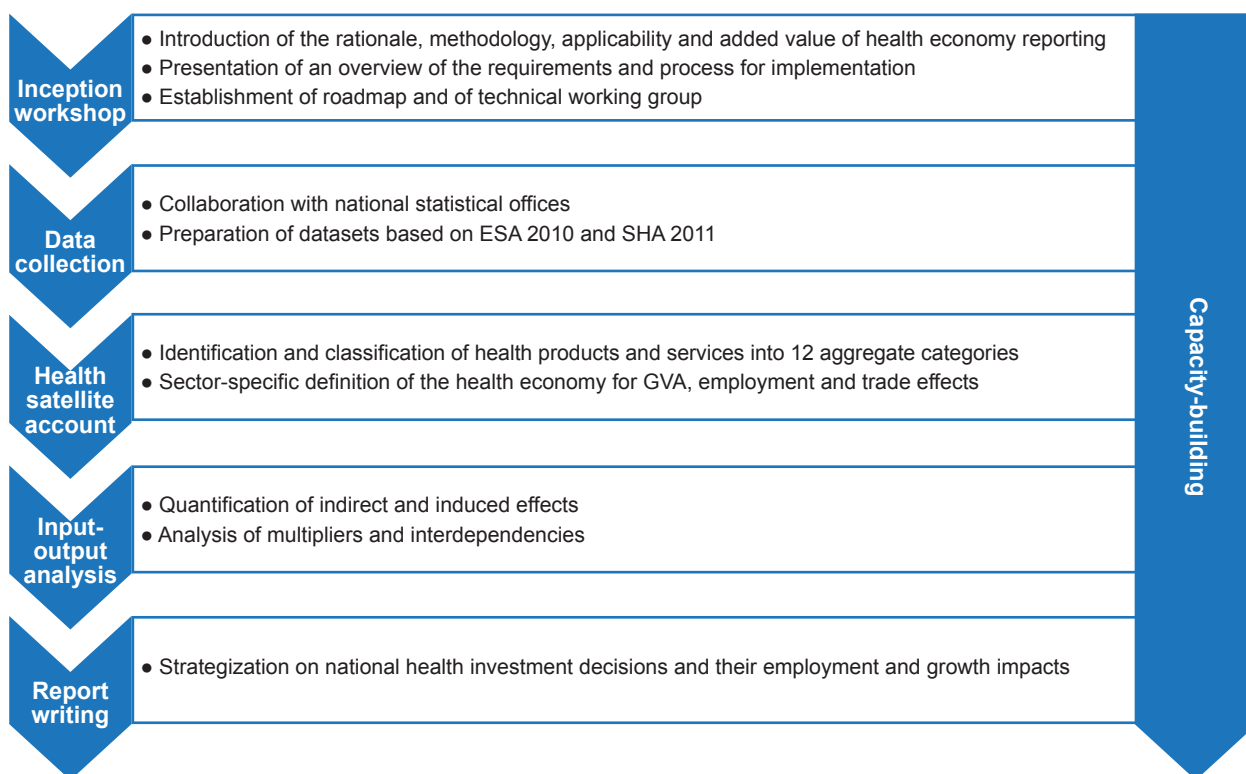 Inception
workshop
● Introduction of the rationale, methodology, applicability and added value of health economy reporting
● Presentation of an overview of the requirements and process for implementation
● Establishment of roadmap and of technical working group
Data
collection
● Collaboration with national statistical offices
● Preparation of datasets based on ESA 2010 and SHA 2011
Health
satellite
account
● Identification and classification of health products and services into 12 aggregate categories
● Sector-specific definition of the health economy for GVA, employment and trade effects
Input-
output
analysis
● Quantification of indirect and induced effects
● Analysis of multipliers and interdependencies
Report
writing
● Strategization on national health investment decisions and their employment and growth impacts
Capacity-building